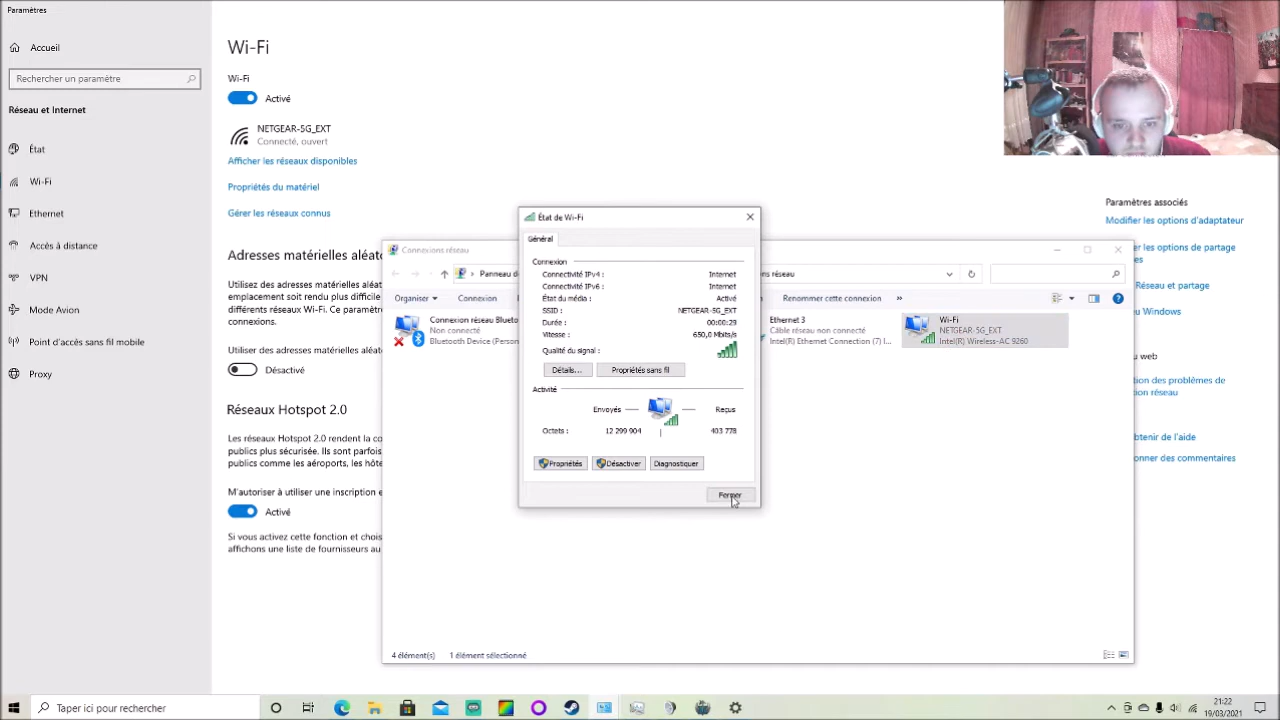 Paramètres
Accueil
Rechercher un paramètre
Réseau et Internet
État
Wi-Fi
Ethernet
Accès à distance
VPN
Mode Avion
Point d'accès sans fil mobile
Proxy
Wi-Fi
Wi-Fi
Activé
NETGEAR-5G_EXT
Connecté, ouvert
Afficher les réseaux disponibles
Propriétés du matériel
Gérer les réseaux connus
Adresses matérielles aléato
Utilisez des adresses matérielles aléato
emplacement soit rendu plus difficile
différents réseaux Wi-Fi. Ce paramètre
connexions.
Utiliser des adresses matérielles aléato
Désactivé
Réseaux Hotspot 2.0
Les réseaux Hotspot 2.0 rendent la co
publics plus sécurisée. Ils sont parfois
publics comme les aéroports, les hôte
M'autoriser à utiliser une inscription e
Activé
Si vous activez cette fonction et chois
affichons une liste de fournisseurs au
Connexions réseau
Panneau de
ons réseau
Organiser
Connexion
Renommer cette connexion
»
Connexion réseau Blueto
Non connecté
Bluetooth Device (Person
Ethernet 3
Câble réseau non connecté
Intel(R) Ethernet Connection (7) I...
Wi-Fi
NETGEAR-5G_EXT
Intel(R) Wireless-AC 9260
4 élément(s)
1 élément sélectionné
État de Wi-Fi
Général
Connexion
Connectivité IPv4 : Internet
Connectivité IPv6 : Internet
État du média : Activé
SSID : NETGEAR-5G_EXT
Durée : 00:00:29
Vitesse : 650,0 Mbits/s
Qualité du signal :
Détails...
Propriétés sans fil
Activité
Envoyés
Reçus
Octets : 12 299 904 403 778
Propriétés
Désactiver
Diagnostiquer
Fermer
Paramètres associés
Modifier les options d'adaptateur
er les options de partage
es
Réseau et partage
eu Windows
u web
tion des problèmes de
tion réseau
btenir de l'aide
onner des commentaires
Taper ici pour rechercher
21:22
19/03/2021